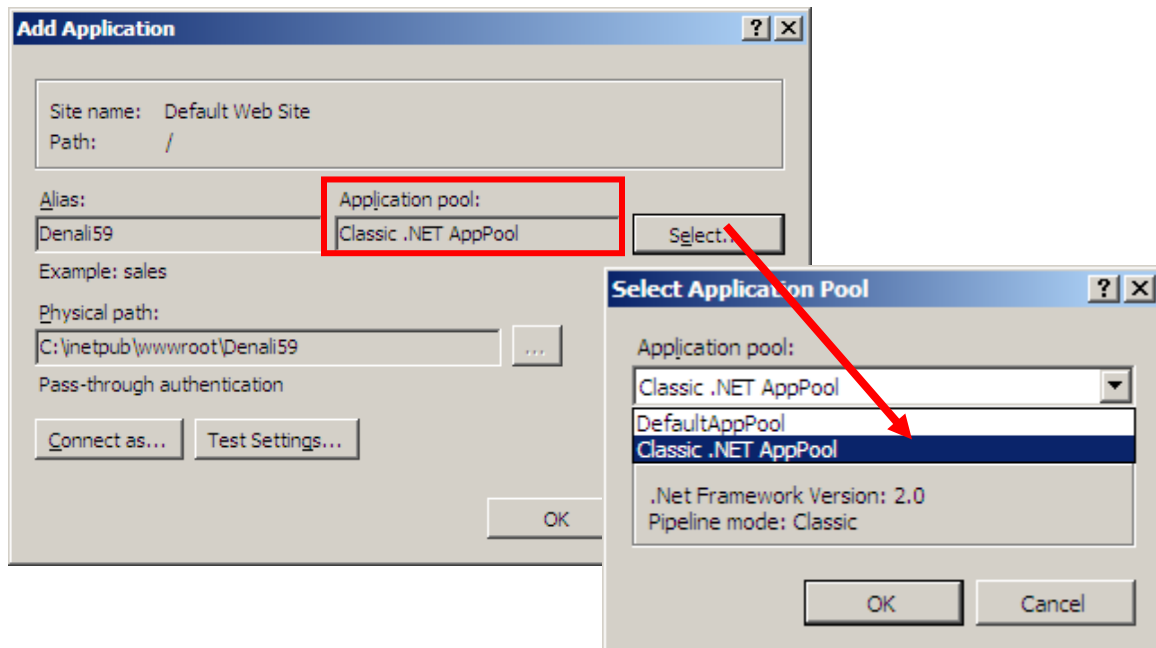 Add Application
Site name: Default Web Site
Path: /
Alias:
Application pool:
Denali59
Classic .NET AppPool
Select...
Example: sales
Physical path:
C:\inetpub\wwwroot\Denali59
...
Pass-through authentication
Connect as...
Test Settings...
OK
Select Application Pool
Application pool:
Classic .NET AppPool
DefaultAppPool
Classic .NET AppPool
.Net Framework Version: 2.0
Pipeline mode: Classic
OK
Cancel